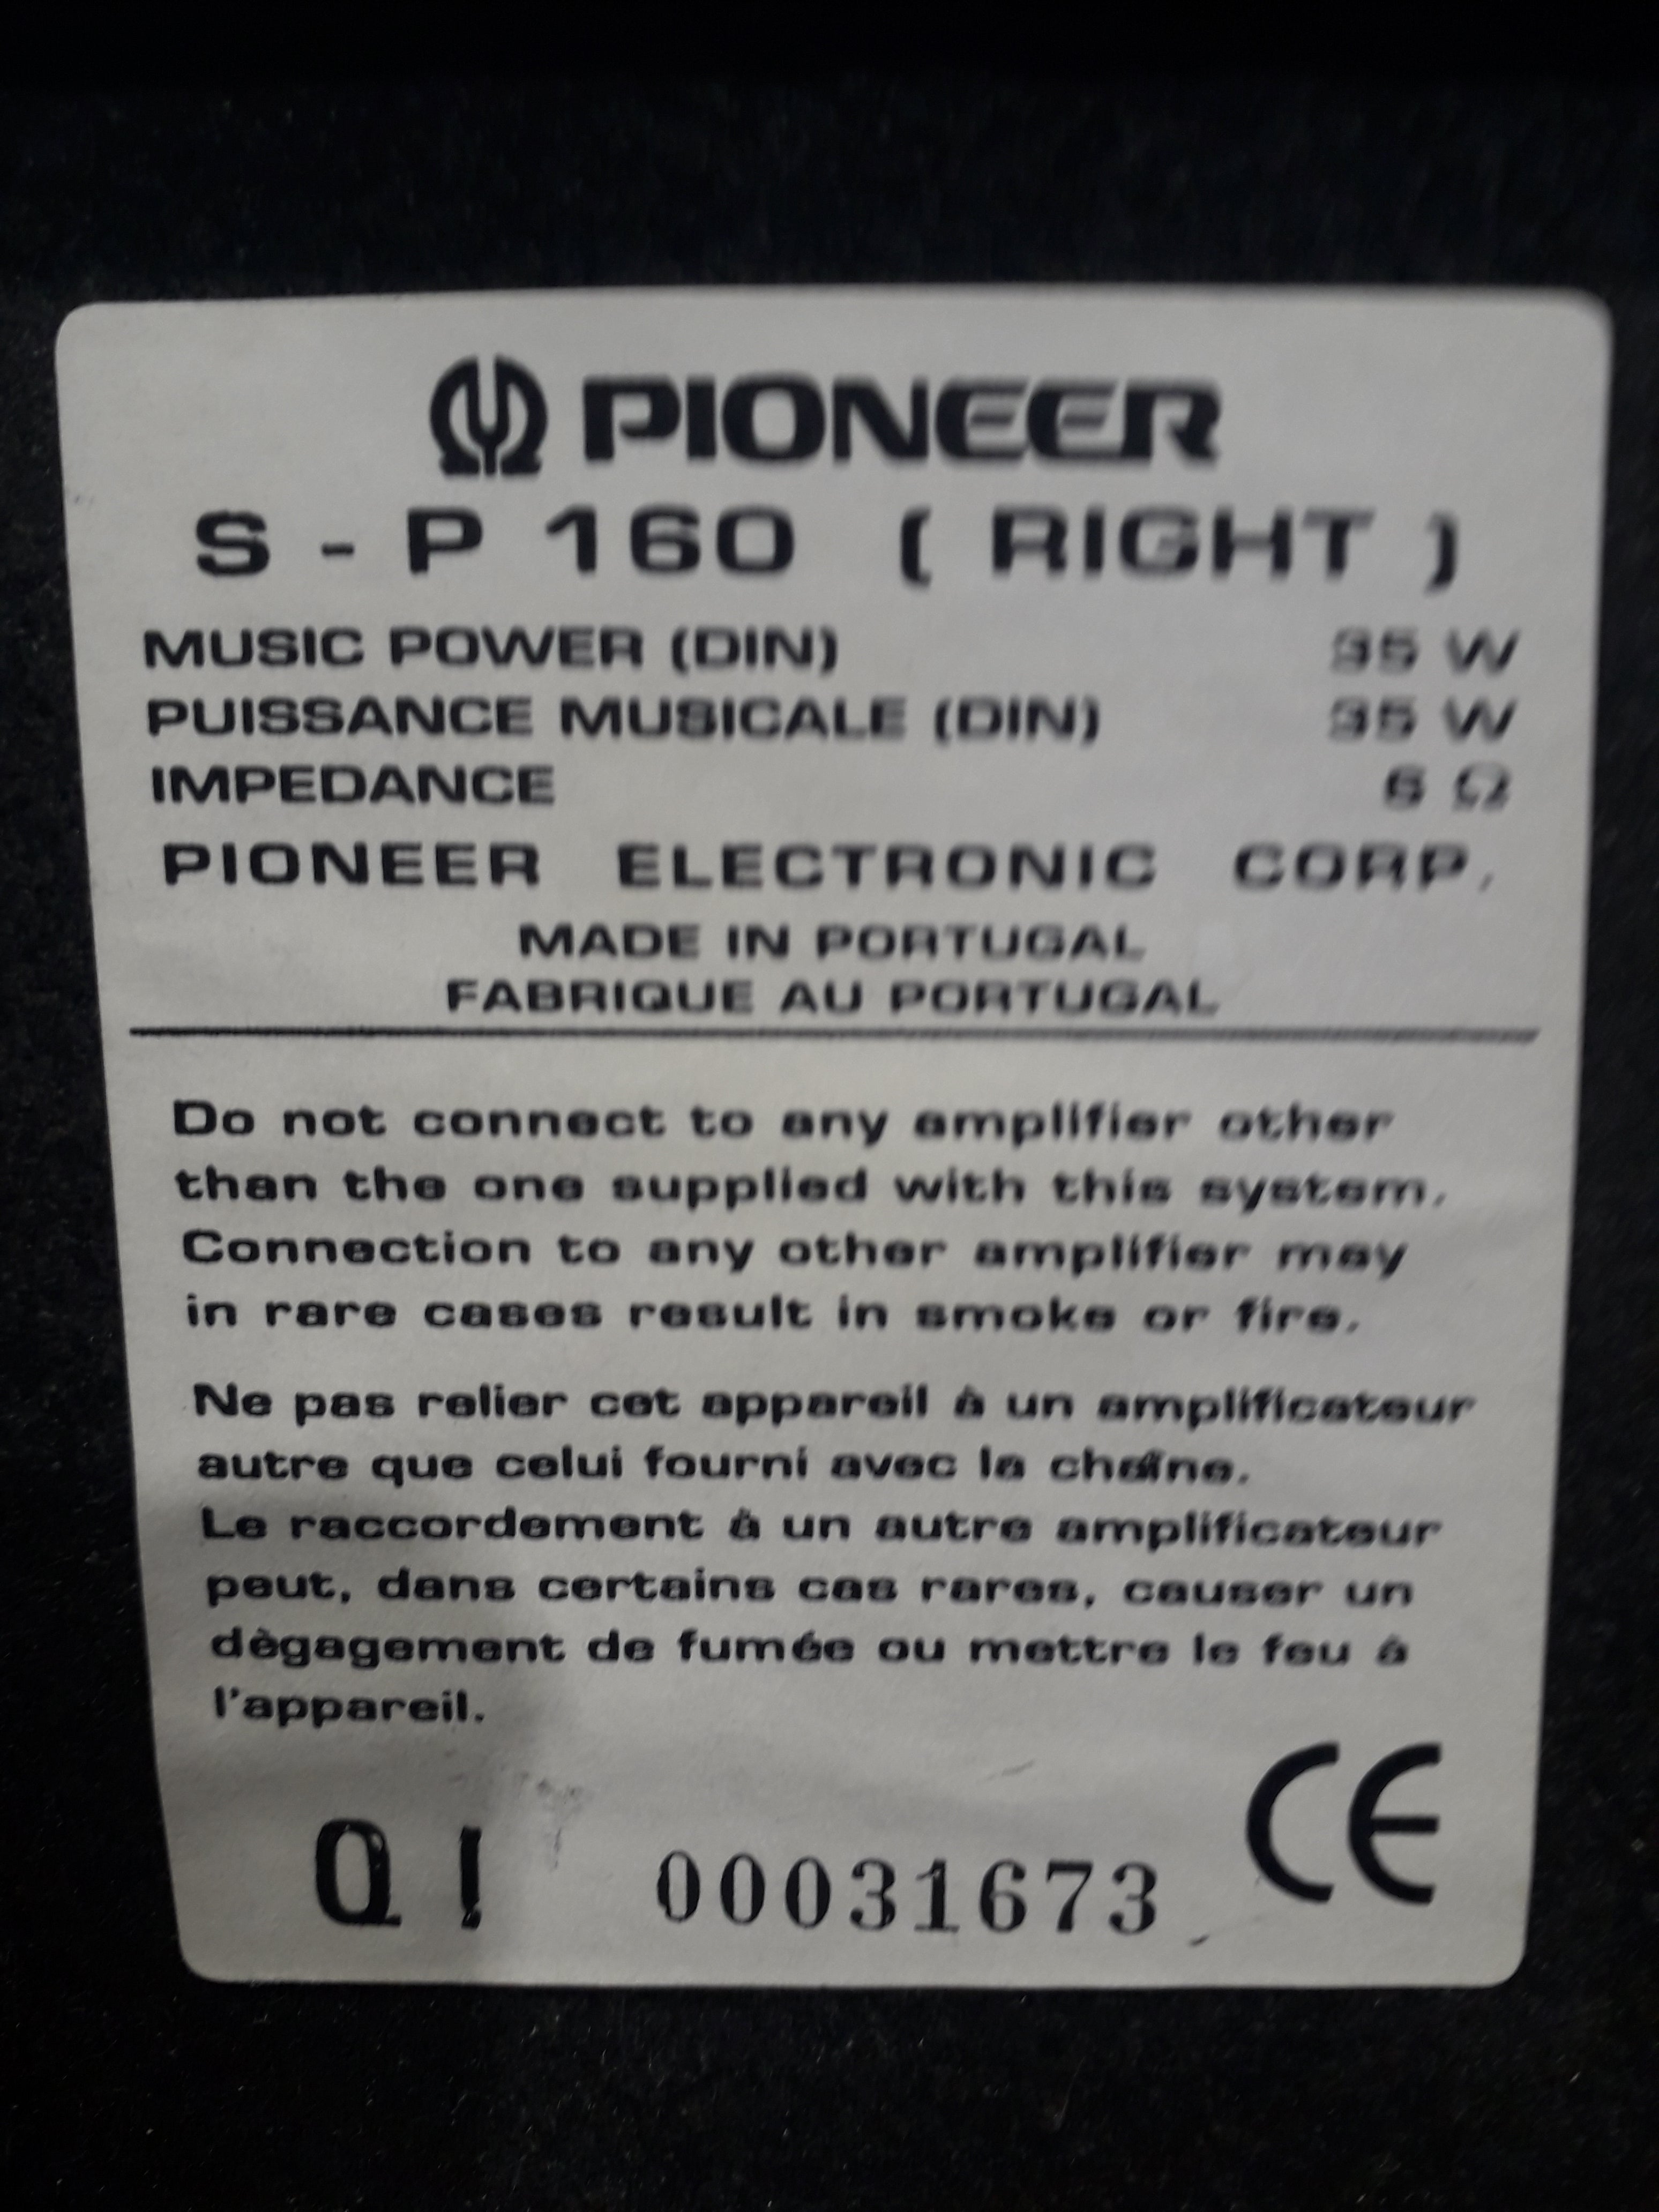 PIONEER
S - P 160 ( RIGHT )
MUSIC POWER (DIN) 35 W
PUISSANCE MUSICALE (DIN) 35 W
IMPEDANCE 6 Ω
PIONEER ELECTRONIC CORP.
MADE IN PORTUGAL
FABRIQUE AU PORTUGAL
Do not connect to any amplifier other
than the one supplied with this system.
Connection to any other amplifier may
in rare cases result in smoke or fire.
Ne pas relier cet appareil à un amplificateur
autre que celui fourni avec la chaîne.
Le raccordement à un autre amplificateur
peut, dans certains cas rares, causer un
dègagement de fumée ou mettre le feu à
l'appareil.
Q I 00031673 CE